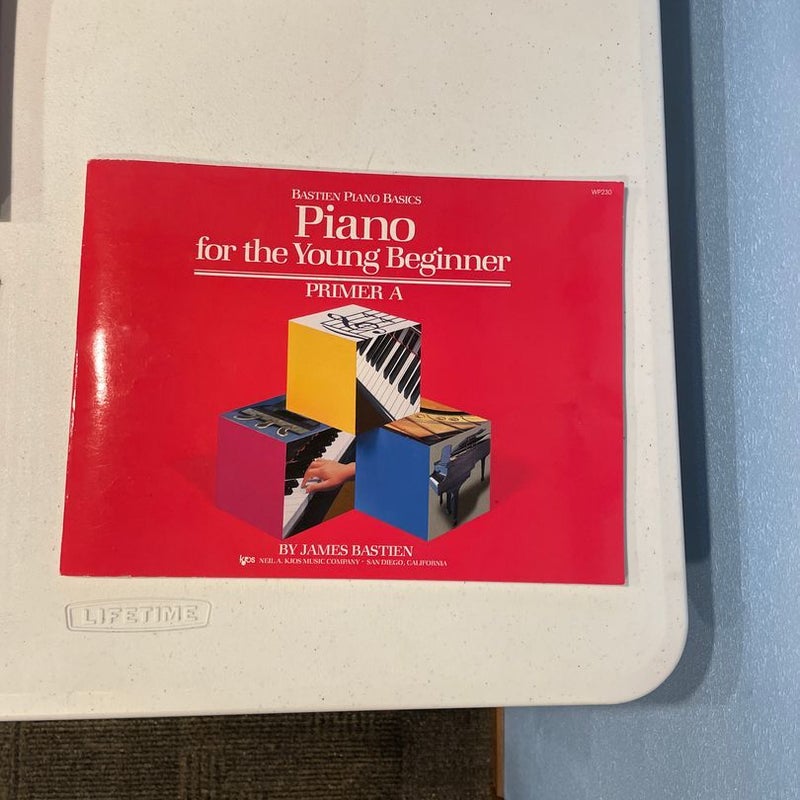 WP230
BASTIEN PIANO BASICS
Piano
for the Young Beginner
PRIMER A
BY JAMES BASTIEN
kjos NEIL A. KJOS MUSIC COMPANY · SAN DIEGO, CALIFORNIA
LIFETIME